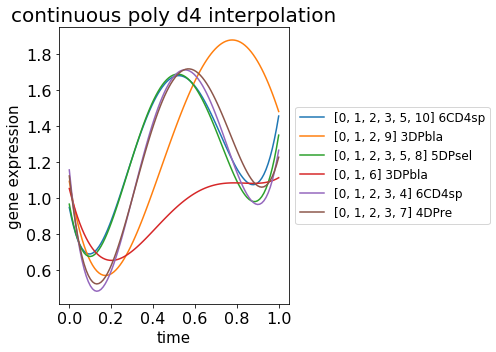 continuous poly d4 interpolation
gene expression
1.8
1.6
1.4
1.2
1.0
0.8
0.6
0.0 0.2 0.4 0.6 0.8 1.0
time
[0, 1, 2, 3, 5, 10] 6CD4sp
[0, 1, 2, 9] 3DPbla
[0, 1, 2, 3, 5, 8] 5DPsel
[0, 1, 6] 3DPbla
[0, 1, 2, 3, 4] 6CD4sp
[0, 1, 2, 3, 7] 4DPre